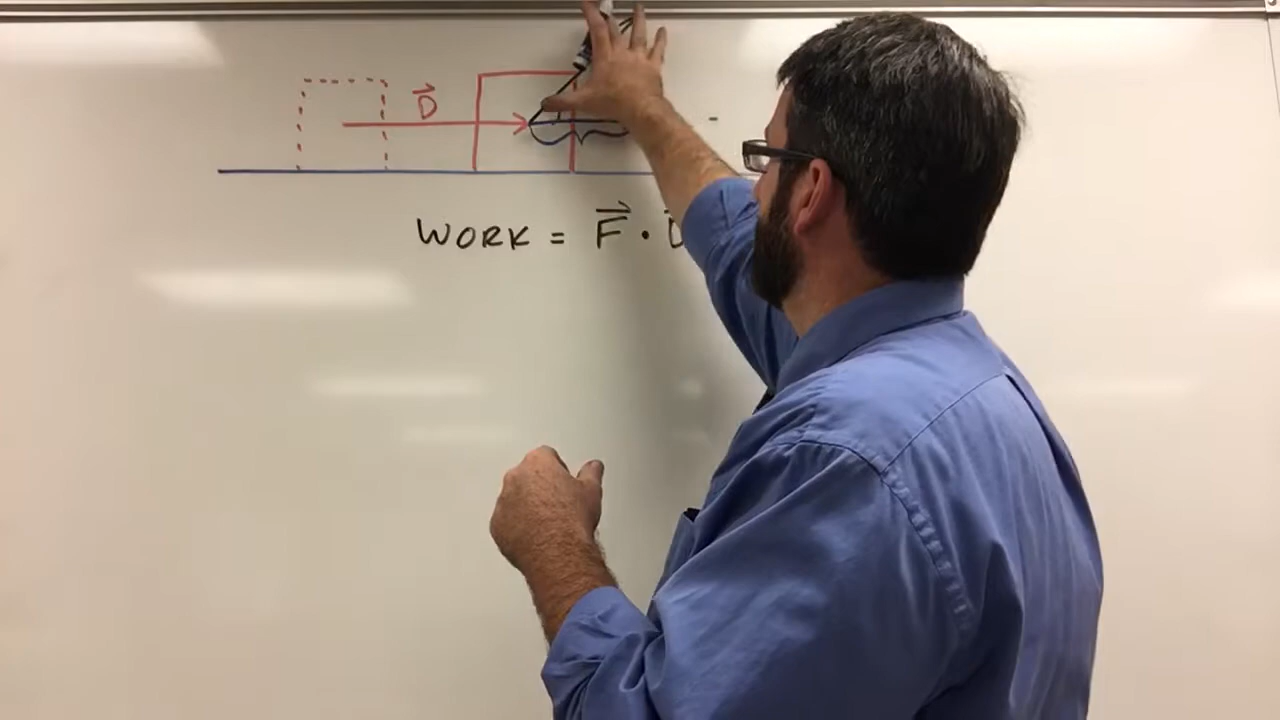 D⃗
WORK = F⃗ ·